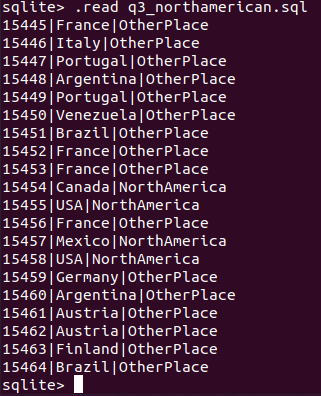 sqlite> .read q3_northamerican.sql
15445|France|OtherPlace
15446|Italy|OtherPlace
15447|Portugal|OtherPlace
15448|Argentina|OtherPlace
15449|Portugal|OtherPlace
15450|Venezuela|OtherPlace
15451|Brazil|OtherPlace
15452|France|OtherPlace
15453|France|OtherPlace
15454|Canada|NorthAmerica
15455|USA|NorthAmerica
15456|France|OtherPlace
15457|Mexico|NorthAmerica
15458|USA|NorthAmerica
15459|Germany|OtherPlace
15460|Argentina|OtherPlace
15461|Austria|OtherPlace
15462|Austria|OtherPlace
15463|Finland|OtherPlace
15464|Brazil|OtherPlace
sqlite>